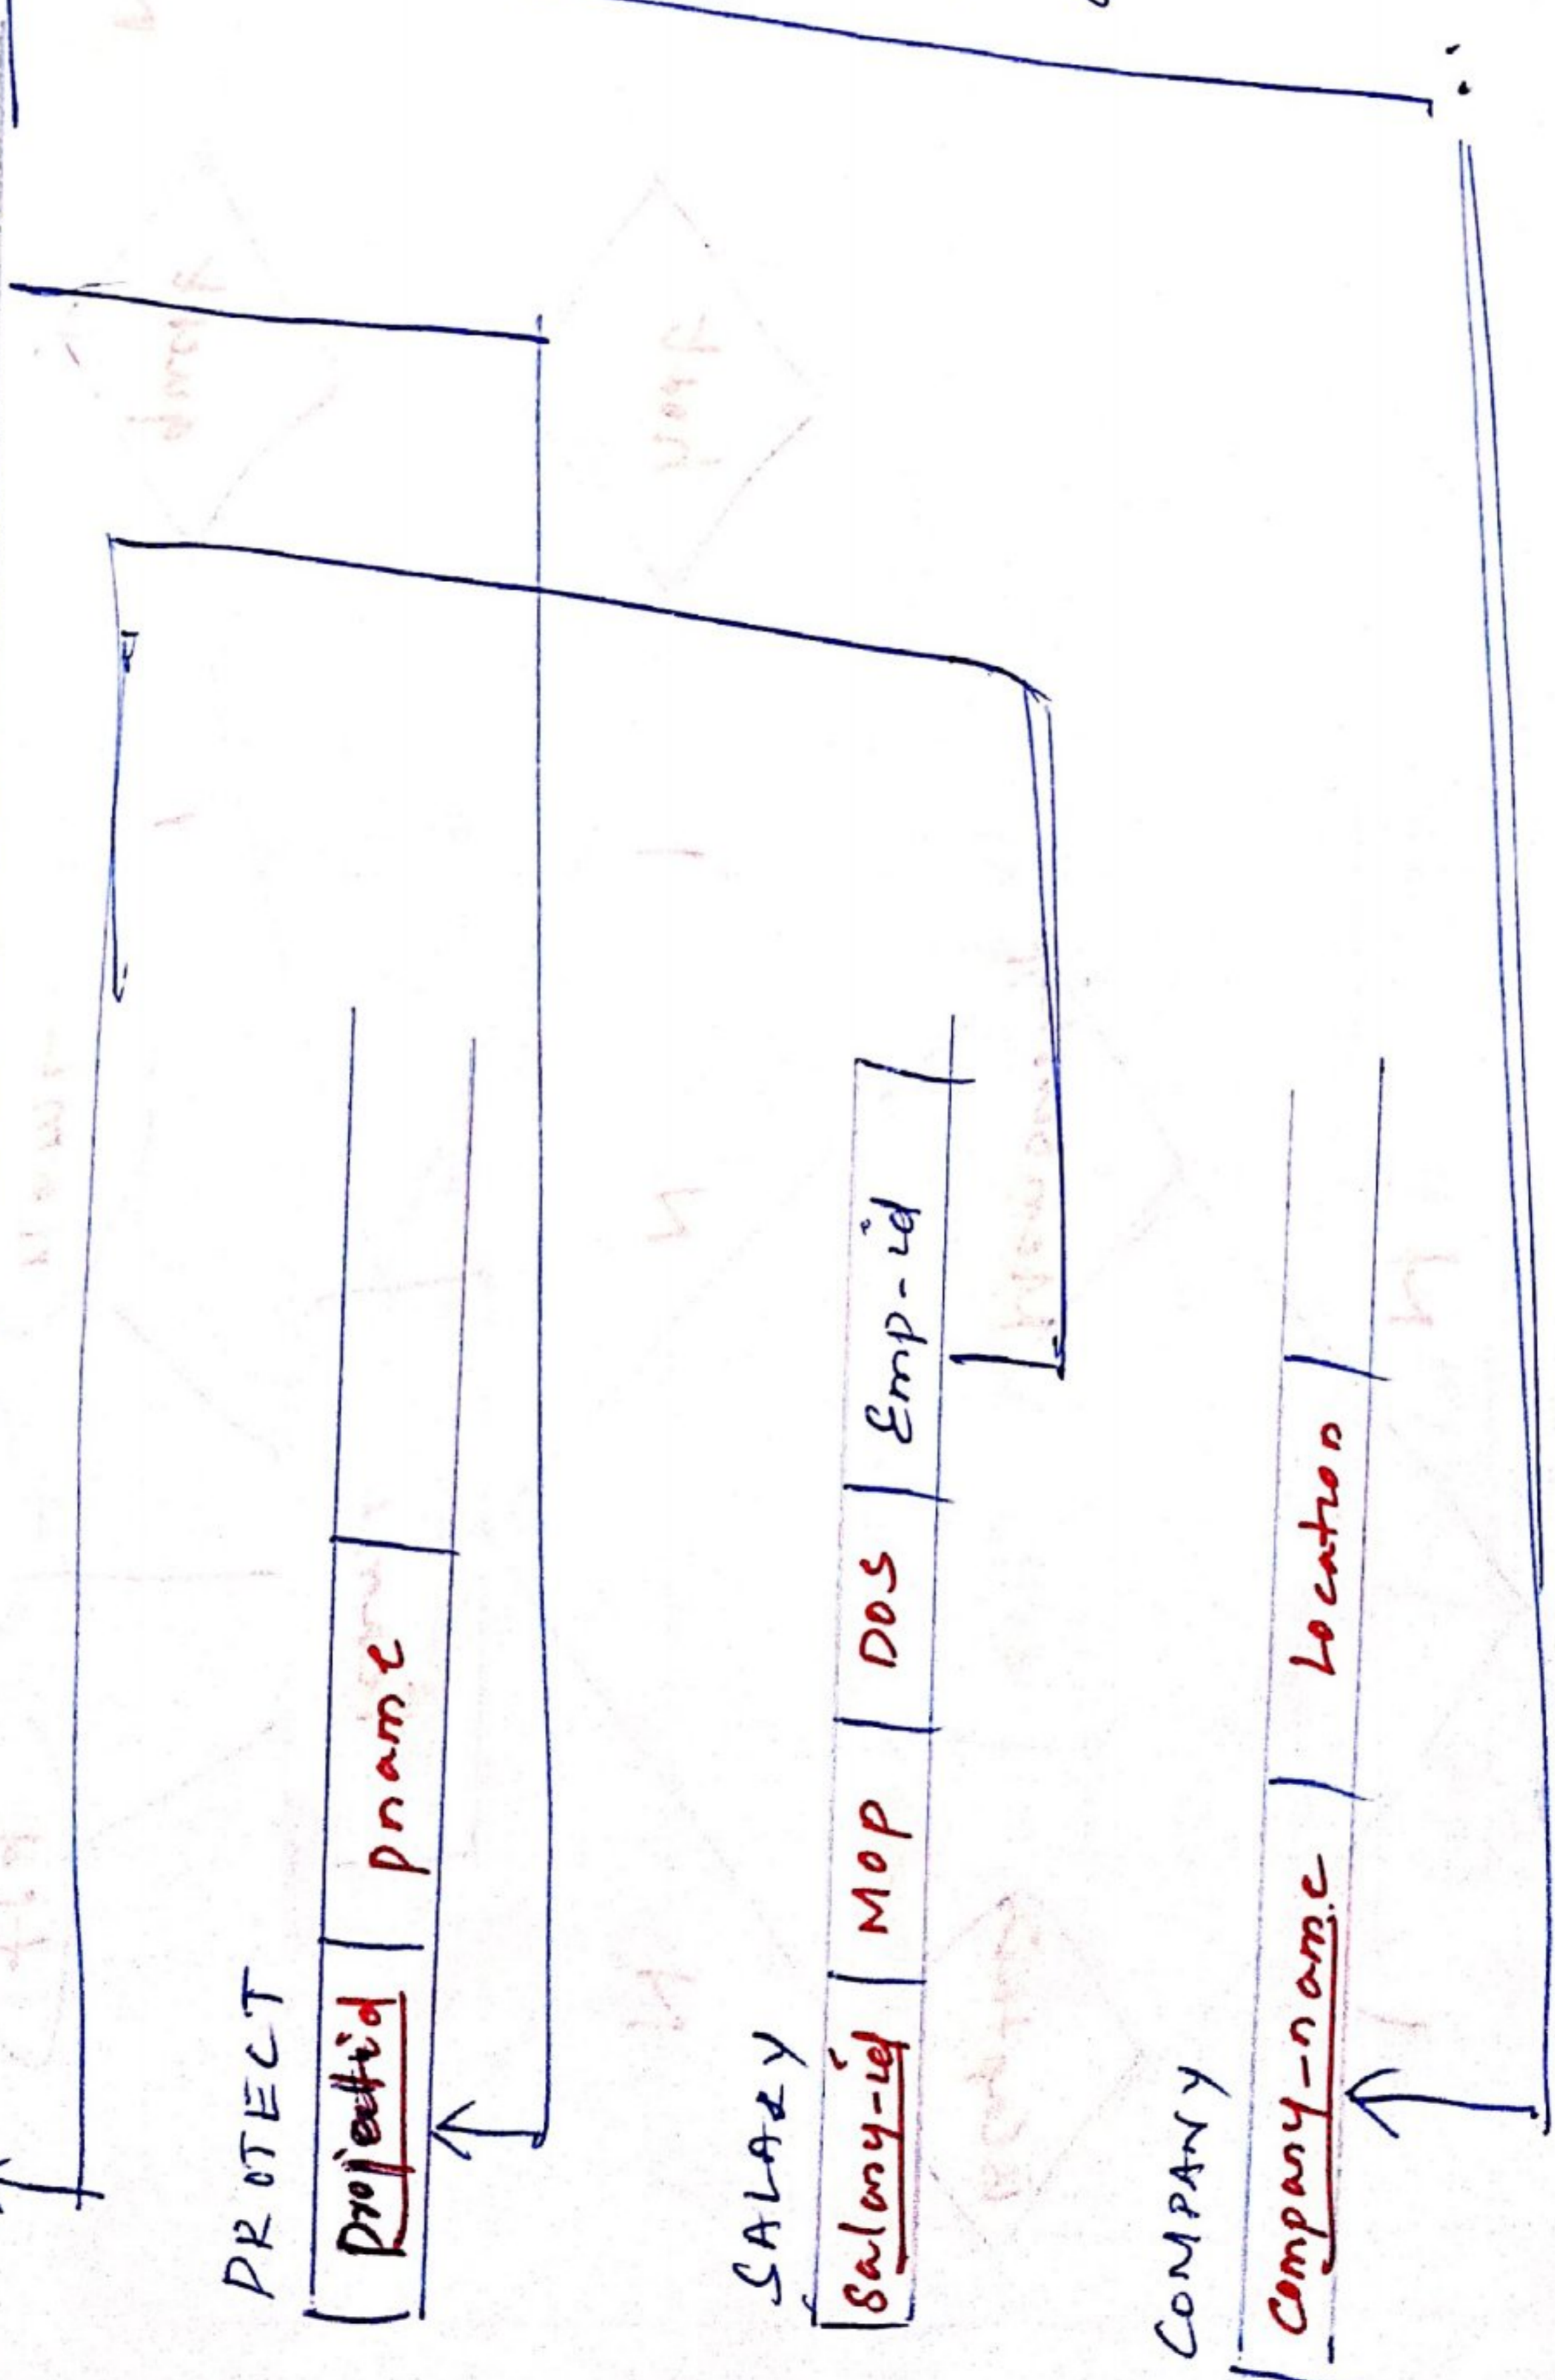 PROJECT
Projectid pname
SALARY
Salary-id MOP DOS Emp-id
COMPANY
Company-name Location